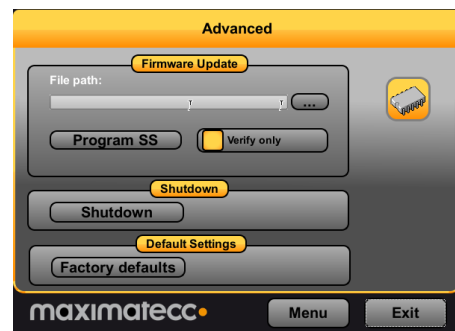 Advanced
Firmware Update
File path:
...
Program SS
Verify only
Shutdown
Shutdown
Default Settings
Factory defaults
maximatecc
Menu
Exit